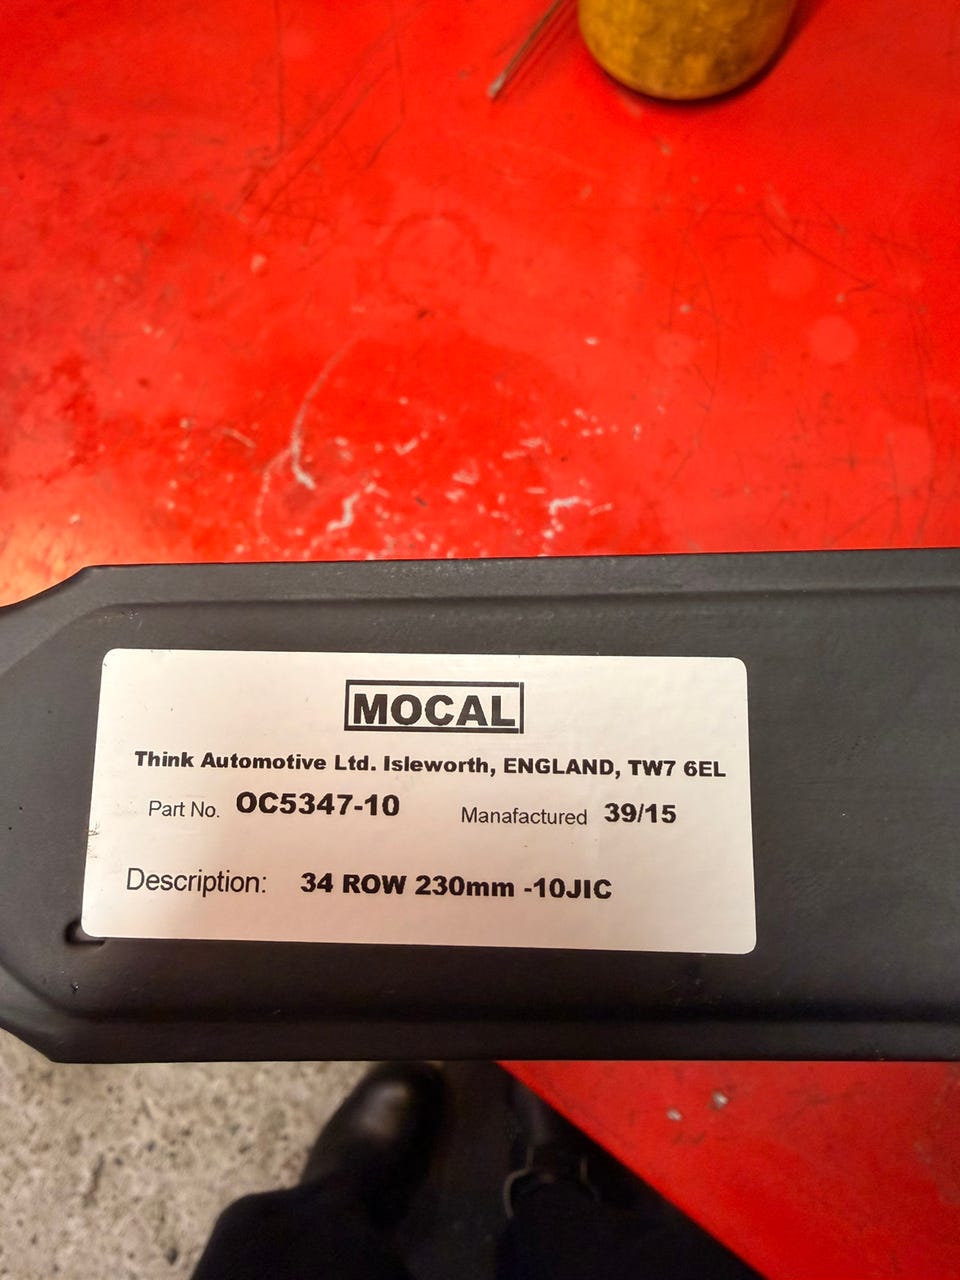 MOCAL
Think Automotive Ltd. Isleworth, ENGLAND, TW7 6EL
Part No. OC5347-10 Manafactured 39/15
Description: 34 ROW 230mm -10JIC